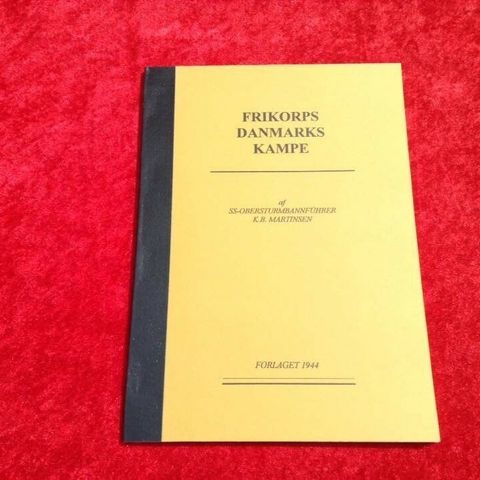 FRIKORPS
DANMARKS
KAMPE
af
SS-OBERSTURMBANNFÜHRER
K.B. MARTINSEN
FORLAGET 1944